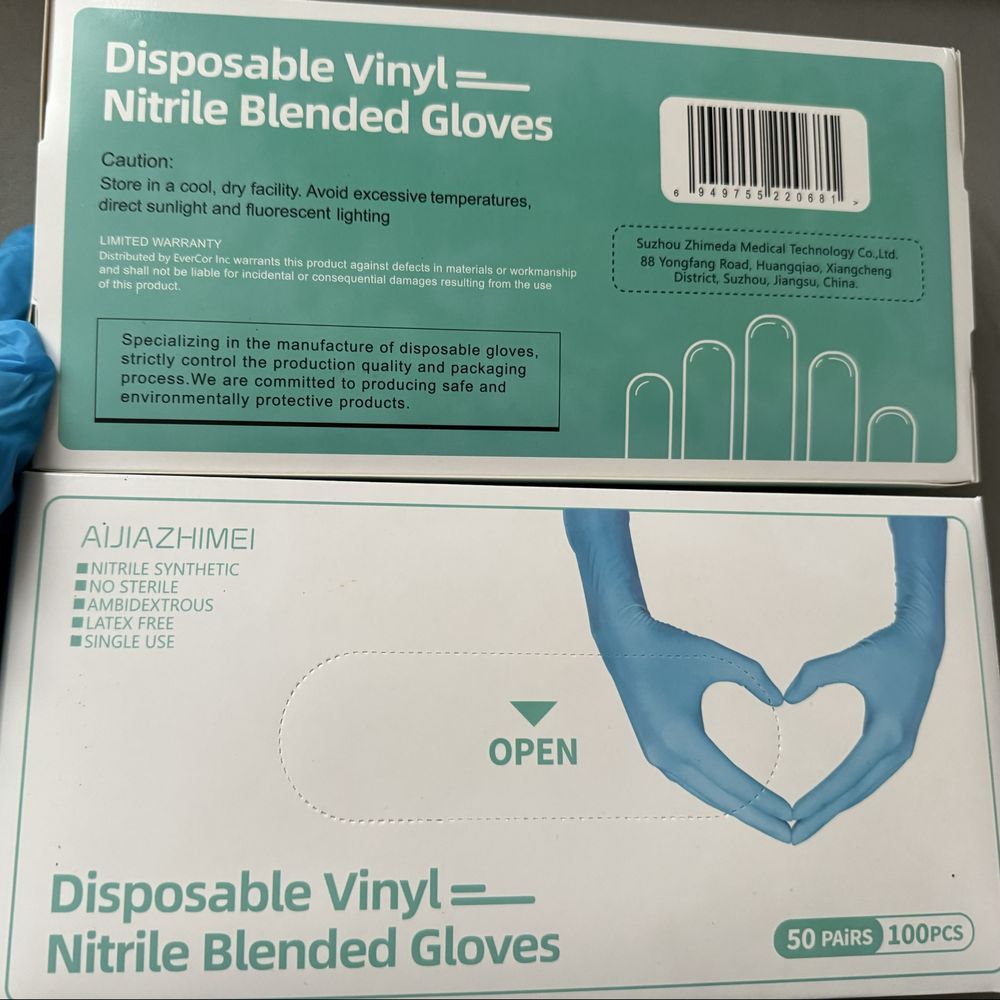 Disposable Vinyl
Nitrile Blended Gloves
Caution:
Store in a cool, dry facility. Avoid excessive temperatures,
direct sunlight and fluorescent lighting
LIMITED WARRANTY
Distributed by EverCor Inc warrants this product against defects in materials or workmanship
and shall not be liable for incidental or consequential damages resulting from the use
of this product.
Specializing in the manufacture of disposable gloves,
strictly control the production quality and packaging
process.We are committed to producing safe and
environmentally protective products.
6 949755 220681 >
Suzhou Zhimeda Medical Technology Co.,Ltd.
88 Yongfang Road, Huangqiao, Xiangcheng
District, Suzhou, Jiangsu, China.
AIJIAZHIMEI
NITRILE SYNTHETIC
NO STERILE
AMBIDEXTROUS
LATEX FREE
SINGLE USE
OPEN
Disposable Vinyl
Nitrile Blended Gloves
50 PAiRS 100PCS